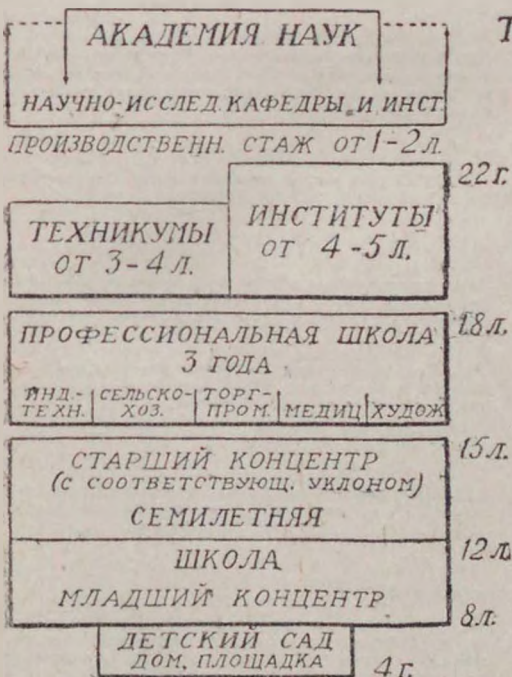 АКАДЕМИЯ НАУК
НАУЧНО-ИССЛЕД. КАФЕДРЫ И ИНСТ.
ПРОИЗВОДСТВЕНН. СТАЖ ОТ 1-2 Л.
22 г.
ТЕХНИКУМЫ
ОТ 3-4 Л.
ИНСТИТУТЫ
ОТ 4-5 Л.
18 л.
ПРОФЕССИОНАЛЬНАЯ ШКОЛА
3 ГОДА
ИНД.-ТЕХН. СЕЛЬСКО-ХОЗ. ТОРГ-ПРОМ. МЕДИЦ ХУДОЖ
15 л.
СТАРШИЙ КОНЦЕНТР
(С СООТВЕТСТВУЮЩ. УКЛОНОМ)
СЕМИЛЕТНЯЯ
12 л.
ШКОЛА
МЛАДШИЙ КОНЦЕНТР
8 л.
ДЕТСКИЙ САД
ДОМ, ПЛОЩАДКА
4 г.